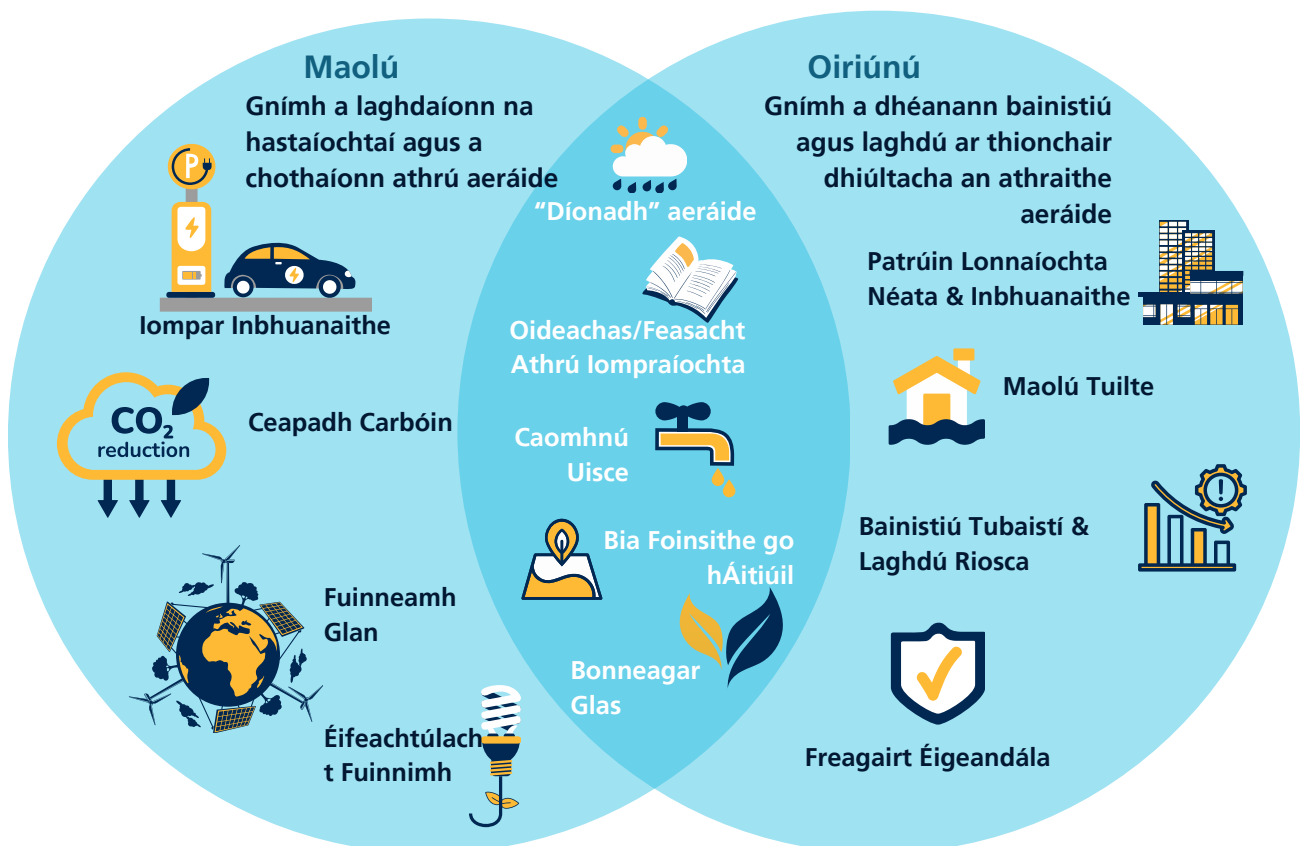 Maolú
Gnímh a laghdaíonn na
hastaíochtaí agus a
chothaíonn athrú aeráide
P
Iompar Inbhuanaithe
CO₂
reduction
Ceapadh Carbóin
Fuinneamh
Glan
Éifeachtúlach
t Fuinnimh
“Díonadh” aeráide
Oideachas/Feasacht
Athrú Iompraíochta
Caomhnú
Uisce
Bia Foinsithe go
hÁitiúil
Bonneagar
Glas
Oiriúnú
Gnímh a dhéanann bainistiú
agus laghdú ar thionchair
dhiúltacha an athraithe
aeráide
Patrúin Lonnaíochta
Néata & Inbhuanaithe
Maolú Tuilte
Bainistiú Tubaistí &
Laghdú Riosca
!
Freagairt Éigeandála